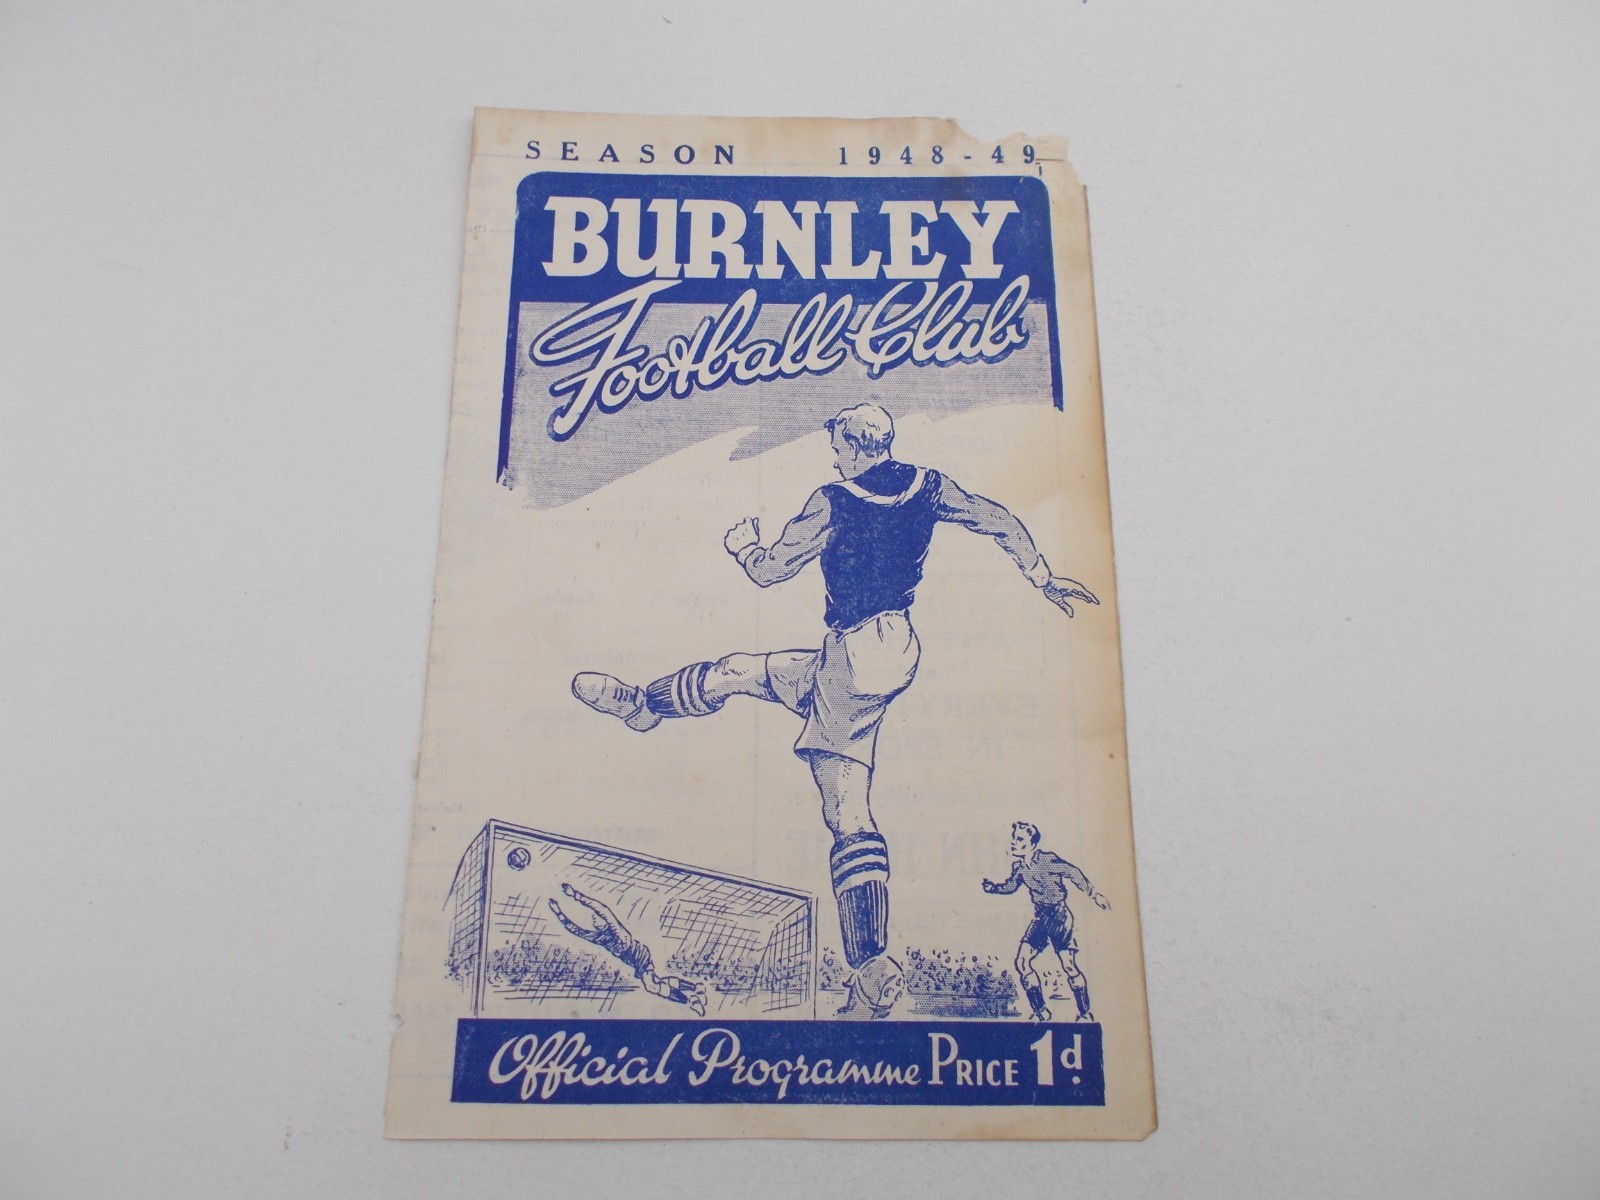 SEASON 1948-49
BURNLEY
Football Club
Official Programme PRICE 1d.